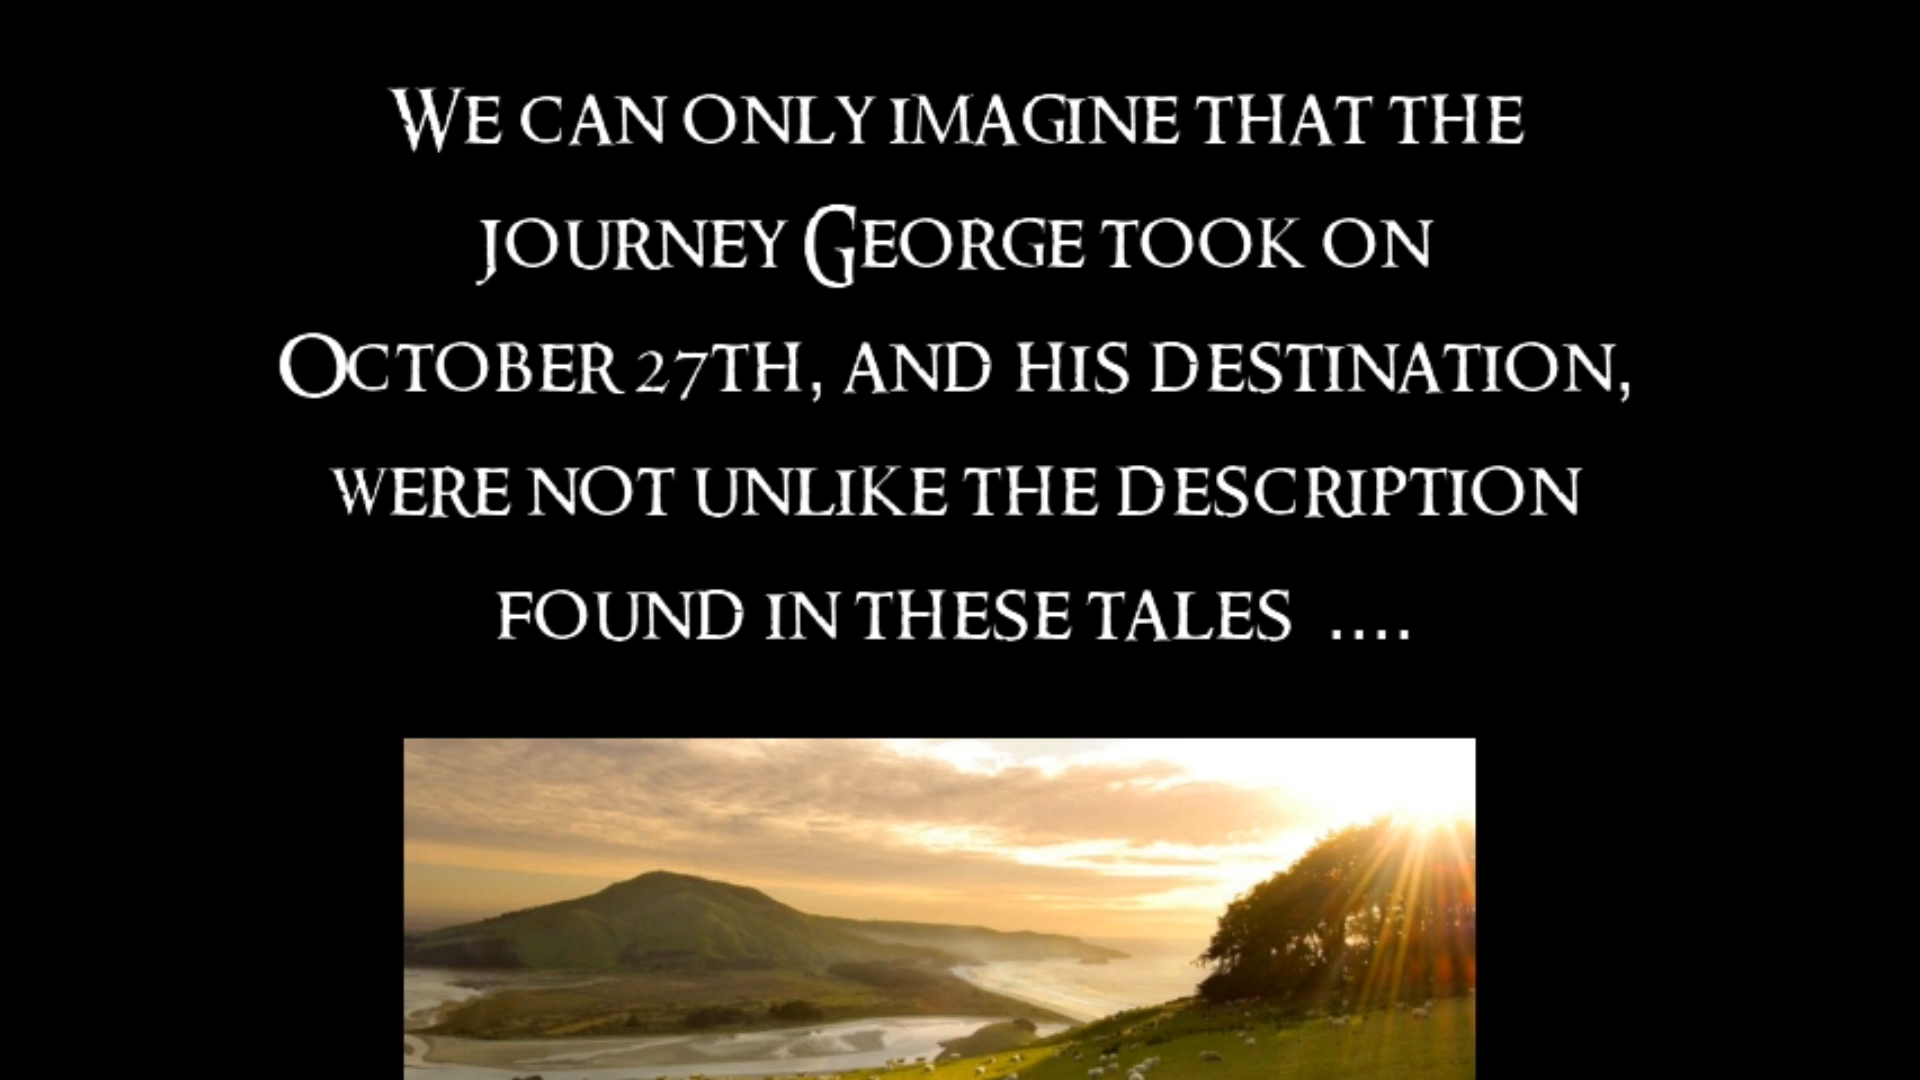 We can only imagine that the
journey George took on
October 27th, and his destination,
were not unlike the description
found in these tales ....